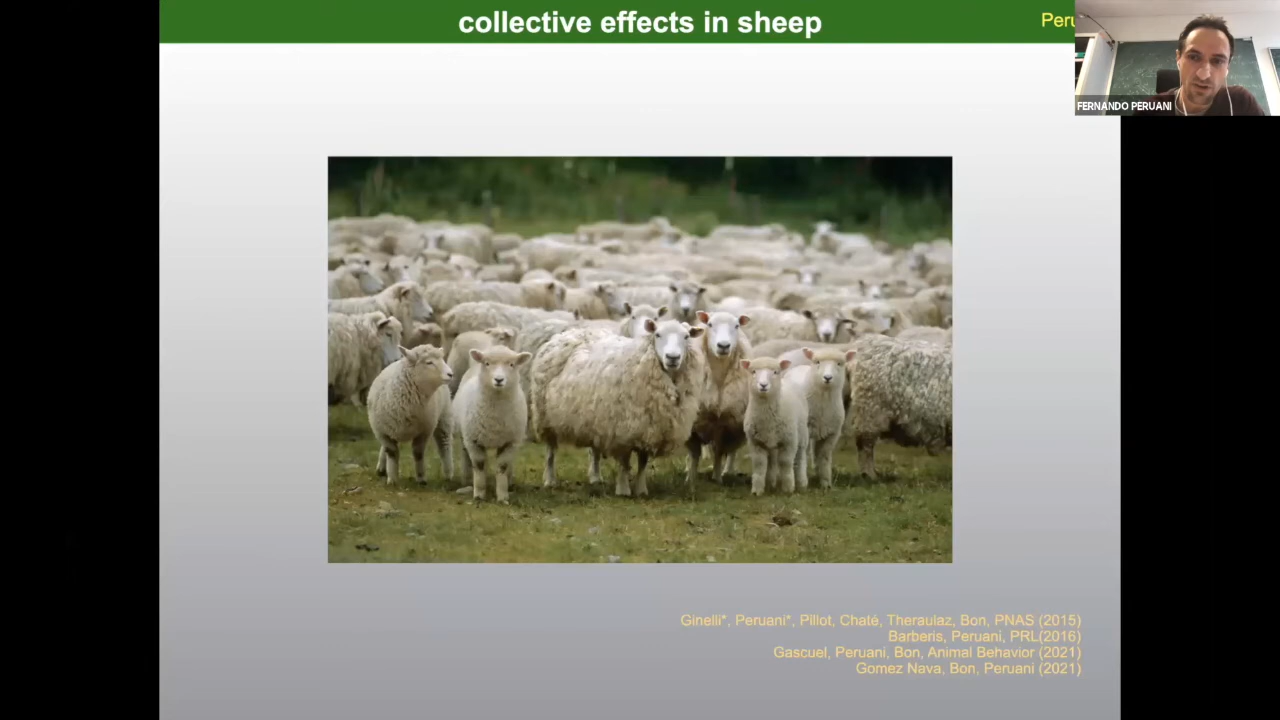 collective effects in sheep
Peru
FERNANDO PERUANI
Ginelli*, Peruani*, Pillot, Chaté, Theraulaz, Bon, PNAS (2015)
Barberis, Peruani, PRL(2016)
Gascuel, Peruani, Bon, Animal Behavior (2021)
Gomez Nava, Bon, Peruani (2021)